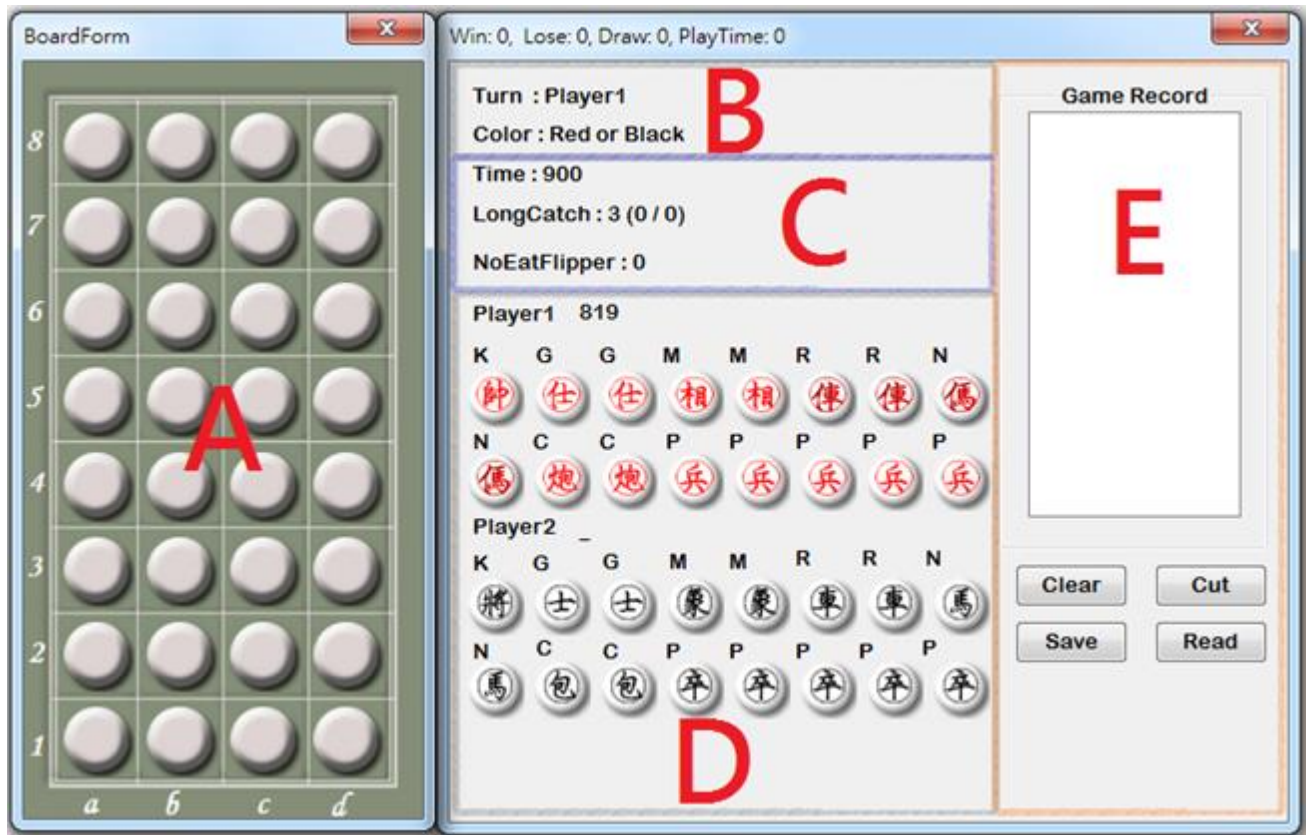 BoardForm
8
7
6
5
4
3
2
1
a b c d
A
Win: 0, Lose: 0, Draw: 0, PlayTime: 0
Turn : Player1
Color : Red or Black
B
Time : 900
LongCatch : 3 (0 / 0)
NoEatFlipper : 0
C
Player1 819
K G G M M R R N
帥 仕 仕 相 相 俥 俥 傌
N C C P P P P P
傌 炮 炮 兵 兵 兵 兵 兵
Player2 _
K G G M M R R N
將 士 士 象 象 車 車 馬
N C C P P P P P
馬 包 包 卒 卒 卒 卒 卒
D
Game Record
E
Clear Cut
Save Read